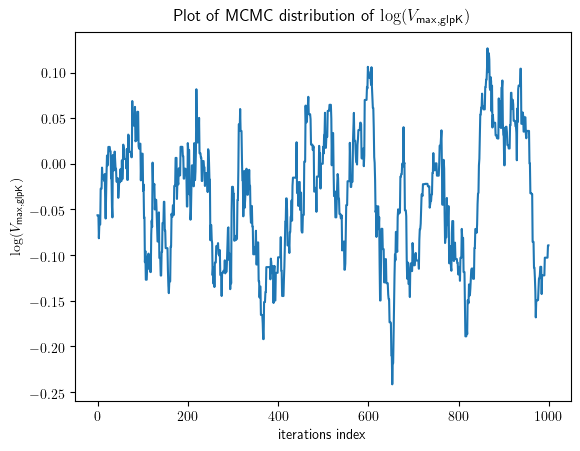 Plot of MCMC distribution of log(V_max,glpK)
log(V_max,glpK)
0.10
0.05
0.00
−0.05
−0.10
−0.15
−0.20
−0.25
0 200 400 600 800 1000
iterations index